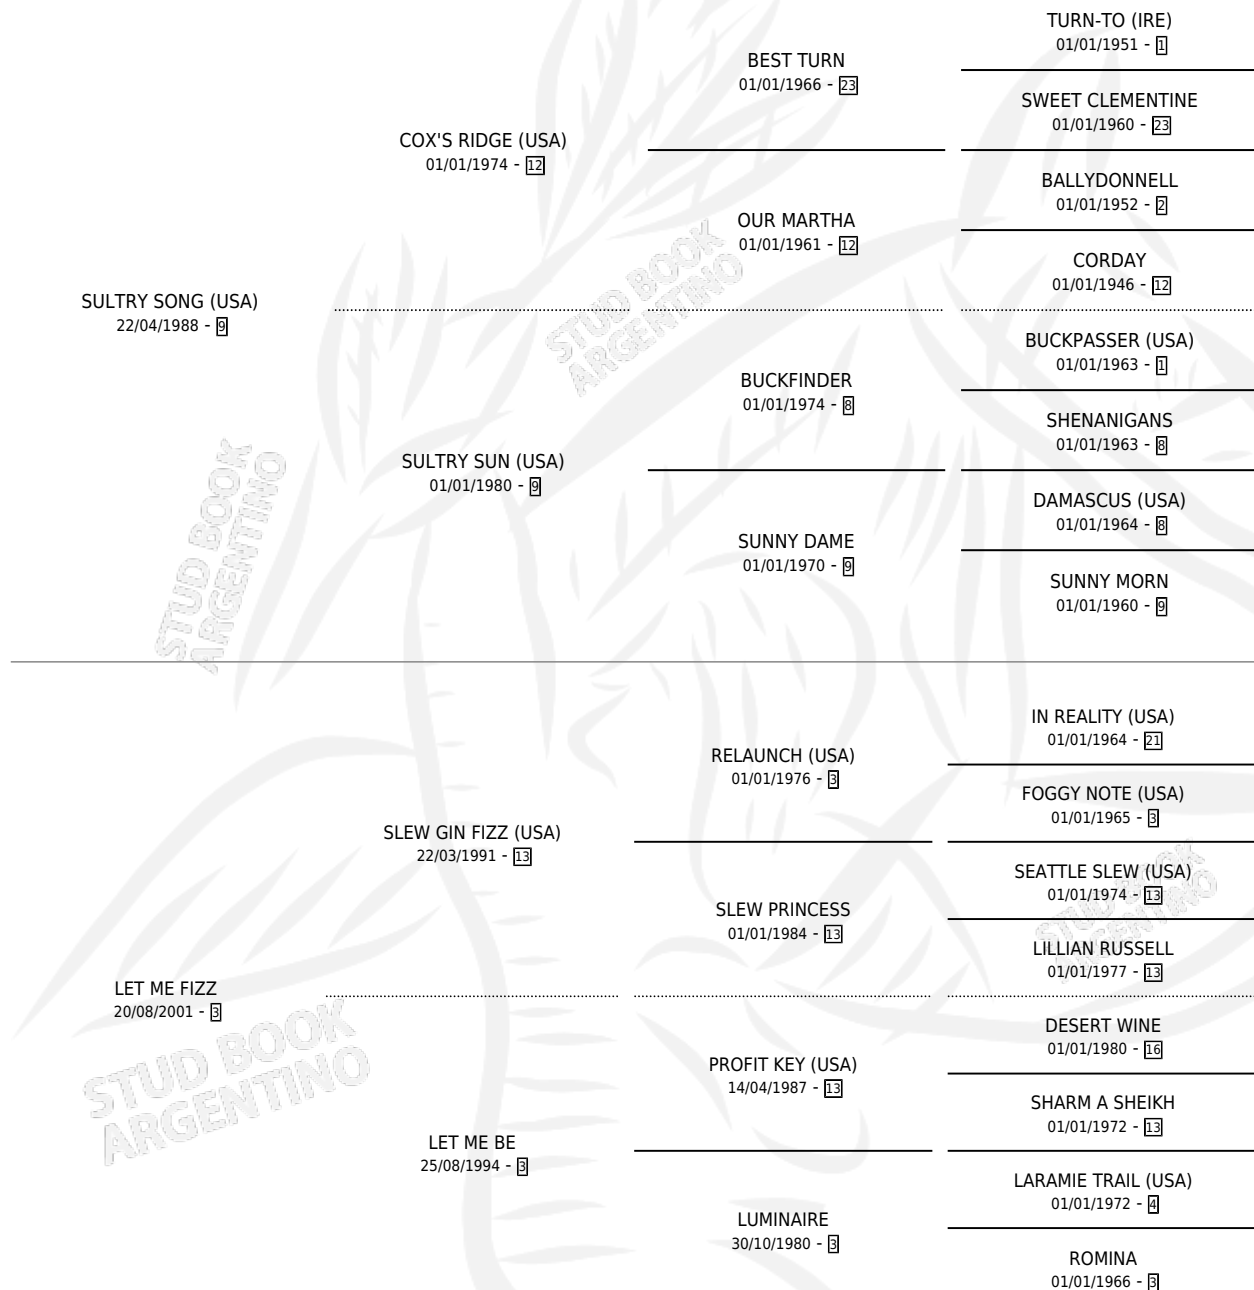 TURN-TO (IRE)
01/01/1951 - 1
BEST TURN
01/01/1966 - 23
SWEET CLEMENTINE
01/01/1960 - 23
COX'S RIDGE (USA)
01/01/1974 - 12
BALLYDONNELL
01/01/1952 - 2
OUR MARTHA
01/01/1961 - 12
CORDAY
01/01/1946 - 12
SULTRY SONG (USA)
22/04/1988 - 9
STUD BOOK
ARGENTINO
BUCKPASSER (USA)
01/01/1963 - 1
BUCKFINDER
01/01/1974 - 8
SHENANIGANS
01/01/1963 - 8
SULTRY SUN (USA)
01/01/1980 - 9
DAMASCUS (USA)
01/01/1964 - 8
SUNNY DAME
01/01/1970 - 9
SUNNY MORN
01/01/1960 - 9
STUD BOOK
ARGENTINO
IN REALITY (USA)
01/01/1964 - 21
RELAUNCH (USA)
01/01/1976 - 3
FOGGY NOTE (USA)
01/01/1965 - 3
SLEW GIN FIZZ (USA)
22/03/1991 - 13
SEATTLE SLEW (USA)
01/01/1974 - 13
STUD BOOK
ARGENTINO
SLEW PRINCESS
01/01/1984 - 13
LILLIAN RUSSELL
01/01/1977 - 13
LET ME FIZZ
20/08/2001 - 3
STUD BOOK
ARGENTINO
DESERT WINE
01/01/1980 - 16
PROFIT KEY (USA)
14/04/1987 - 13
SHARM A SHEIKH
01/01/1972 - 13
LET ME BE
25/08/1994 - 3
LARAMIE TRAIL (USA)
01/01/1972 - 4
LUMINAIRE
30/10/1980 - 3
ROMINA
01/01/1966 - 3